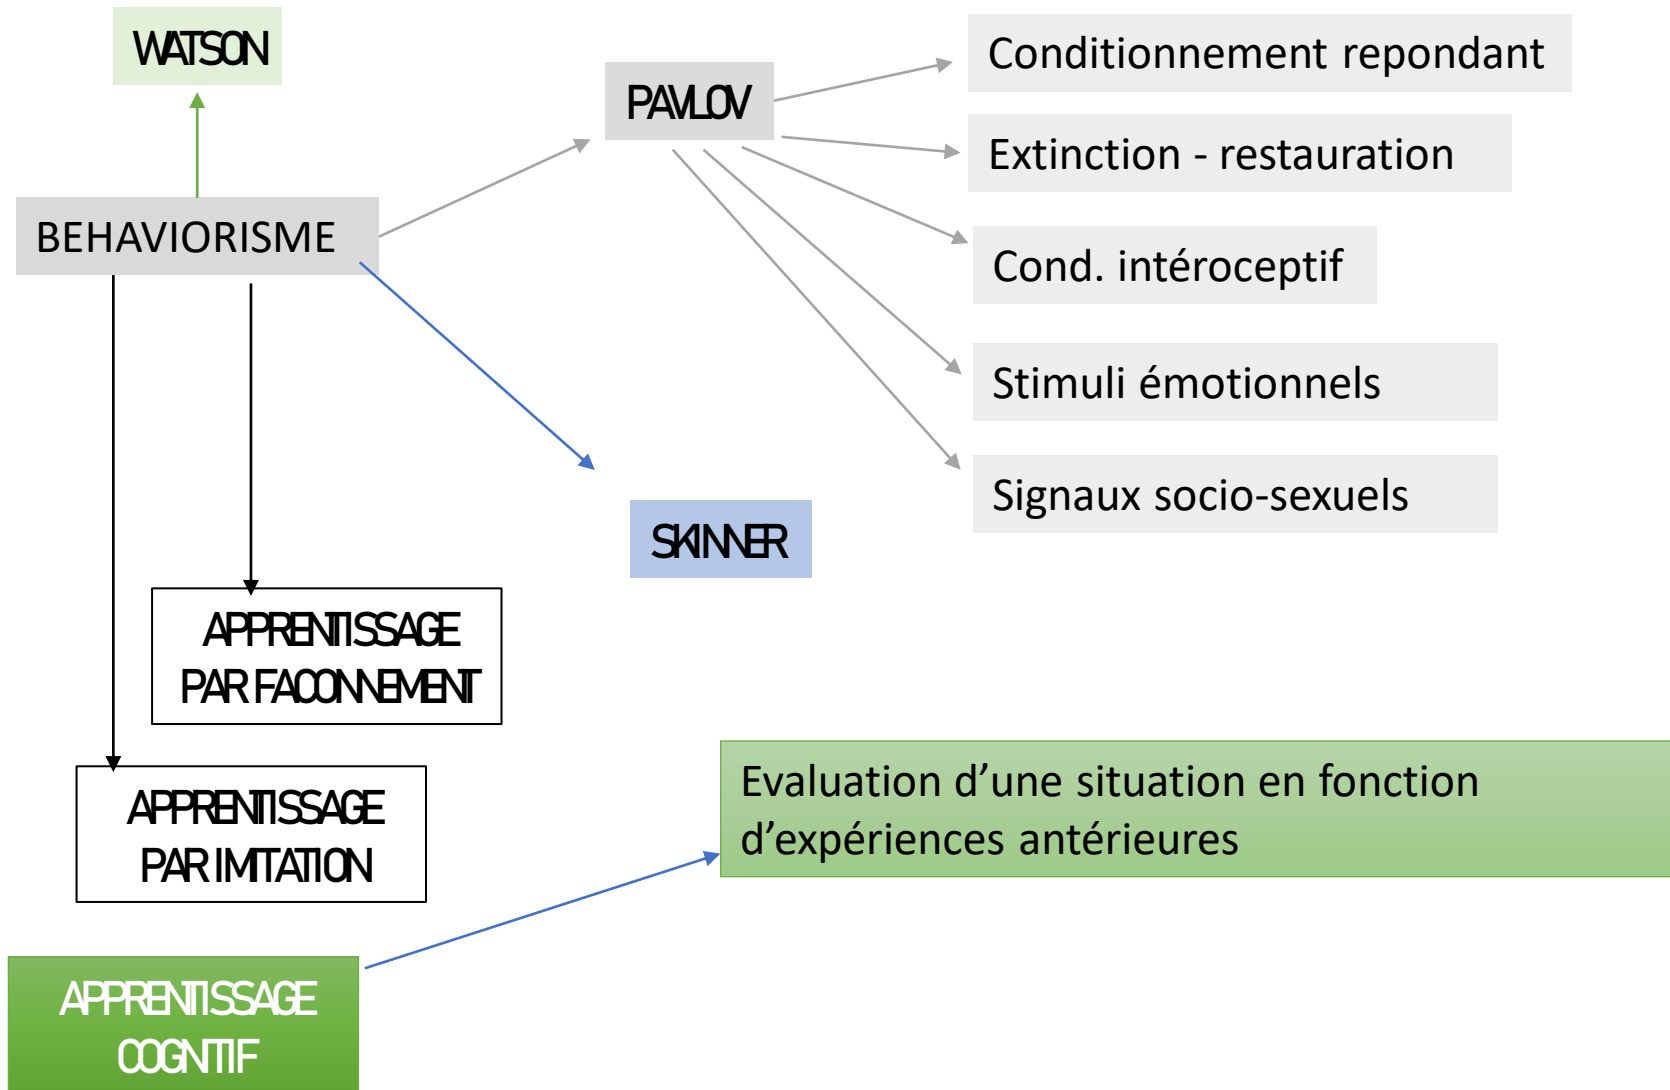 WATSON
Conditionnement repondant
PAVLOV
Extinction - restauration
BEHAVIORISME
Cond. intéroceptif
Stimuli émotionnels
Signaux socio-sexuels
SKINNER
APPRENTISSAGE
PAR FACONNEMENT
Evaluation d’une situation en fonction
d’expériences antérieures
APPRENTISSAGE
PAR IMITATION
APPRENTISSAGE
COGNITIF